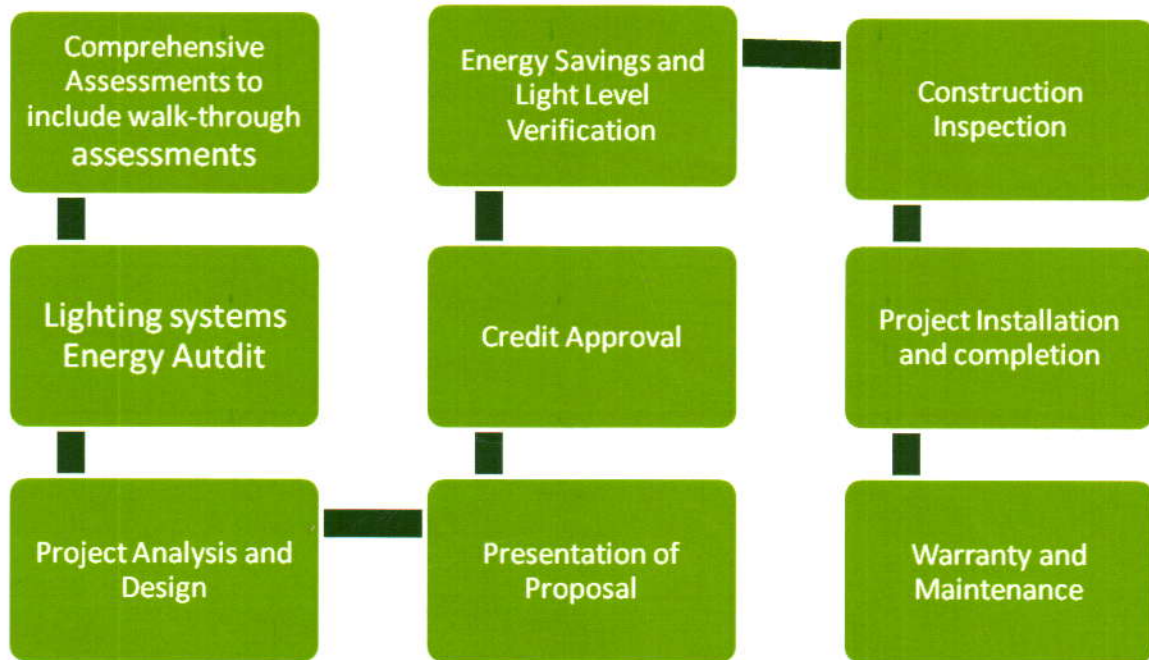 Comprehensive
Assessments to
include walk-through
assessments
Lighting systems
Energy Autdit
Project Analysis and
Design
Presentation of
Proposal
Credit Approval
Energy Savings and
Light Level
Verification
Construction
Inspection
Project Installation
and completion
Warranty and
Maintenance